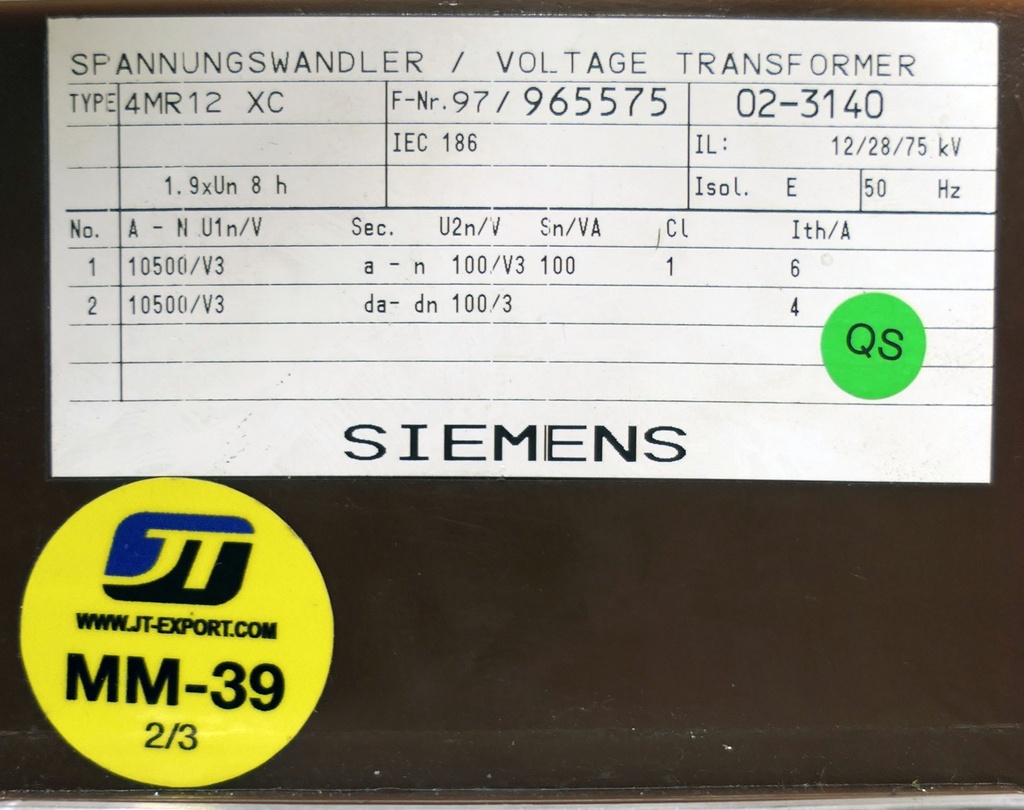 SPANNUNGSWANDLER / VOLTAGE TRANSFORMER
TYPE 4MR12 XC F-Nr. 97/ 965575 02-3140
IEC 186 IL: 12/28/75 kV
1.9xUn 8 h Isol. E 50 Hz
No. A - N U1n/V Sec. U2n/V Sn/VA Cl Ith/A
1 10500/V3 a - n 100/V3 100 1 6
2 10500/V3 da- dn 100/3 4
QS
SIEMENS
JT
WWW.JT-EXPORT.COM
MM-39
2/3